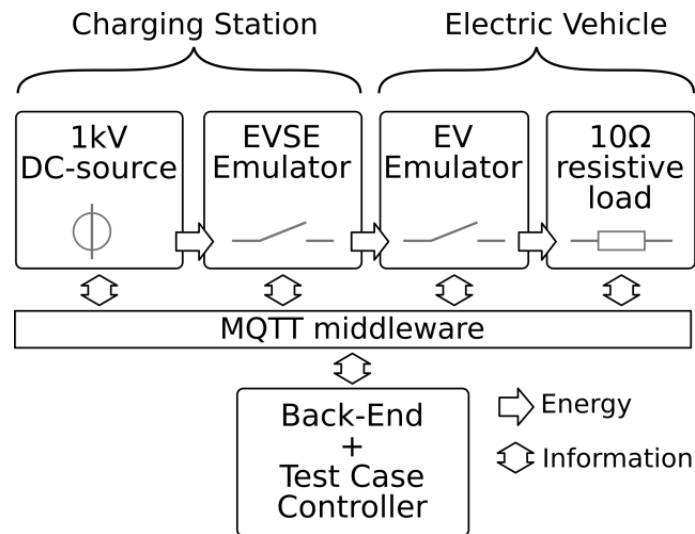 Charging Station
Electric Vehicle
1kV
DC-source
EVSE
Emulator
EV
Emulator
10Ω
resistive
load
MQTT middleware
Back-End
+
Test Case
Controller
Energy
Information